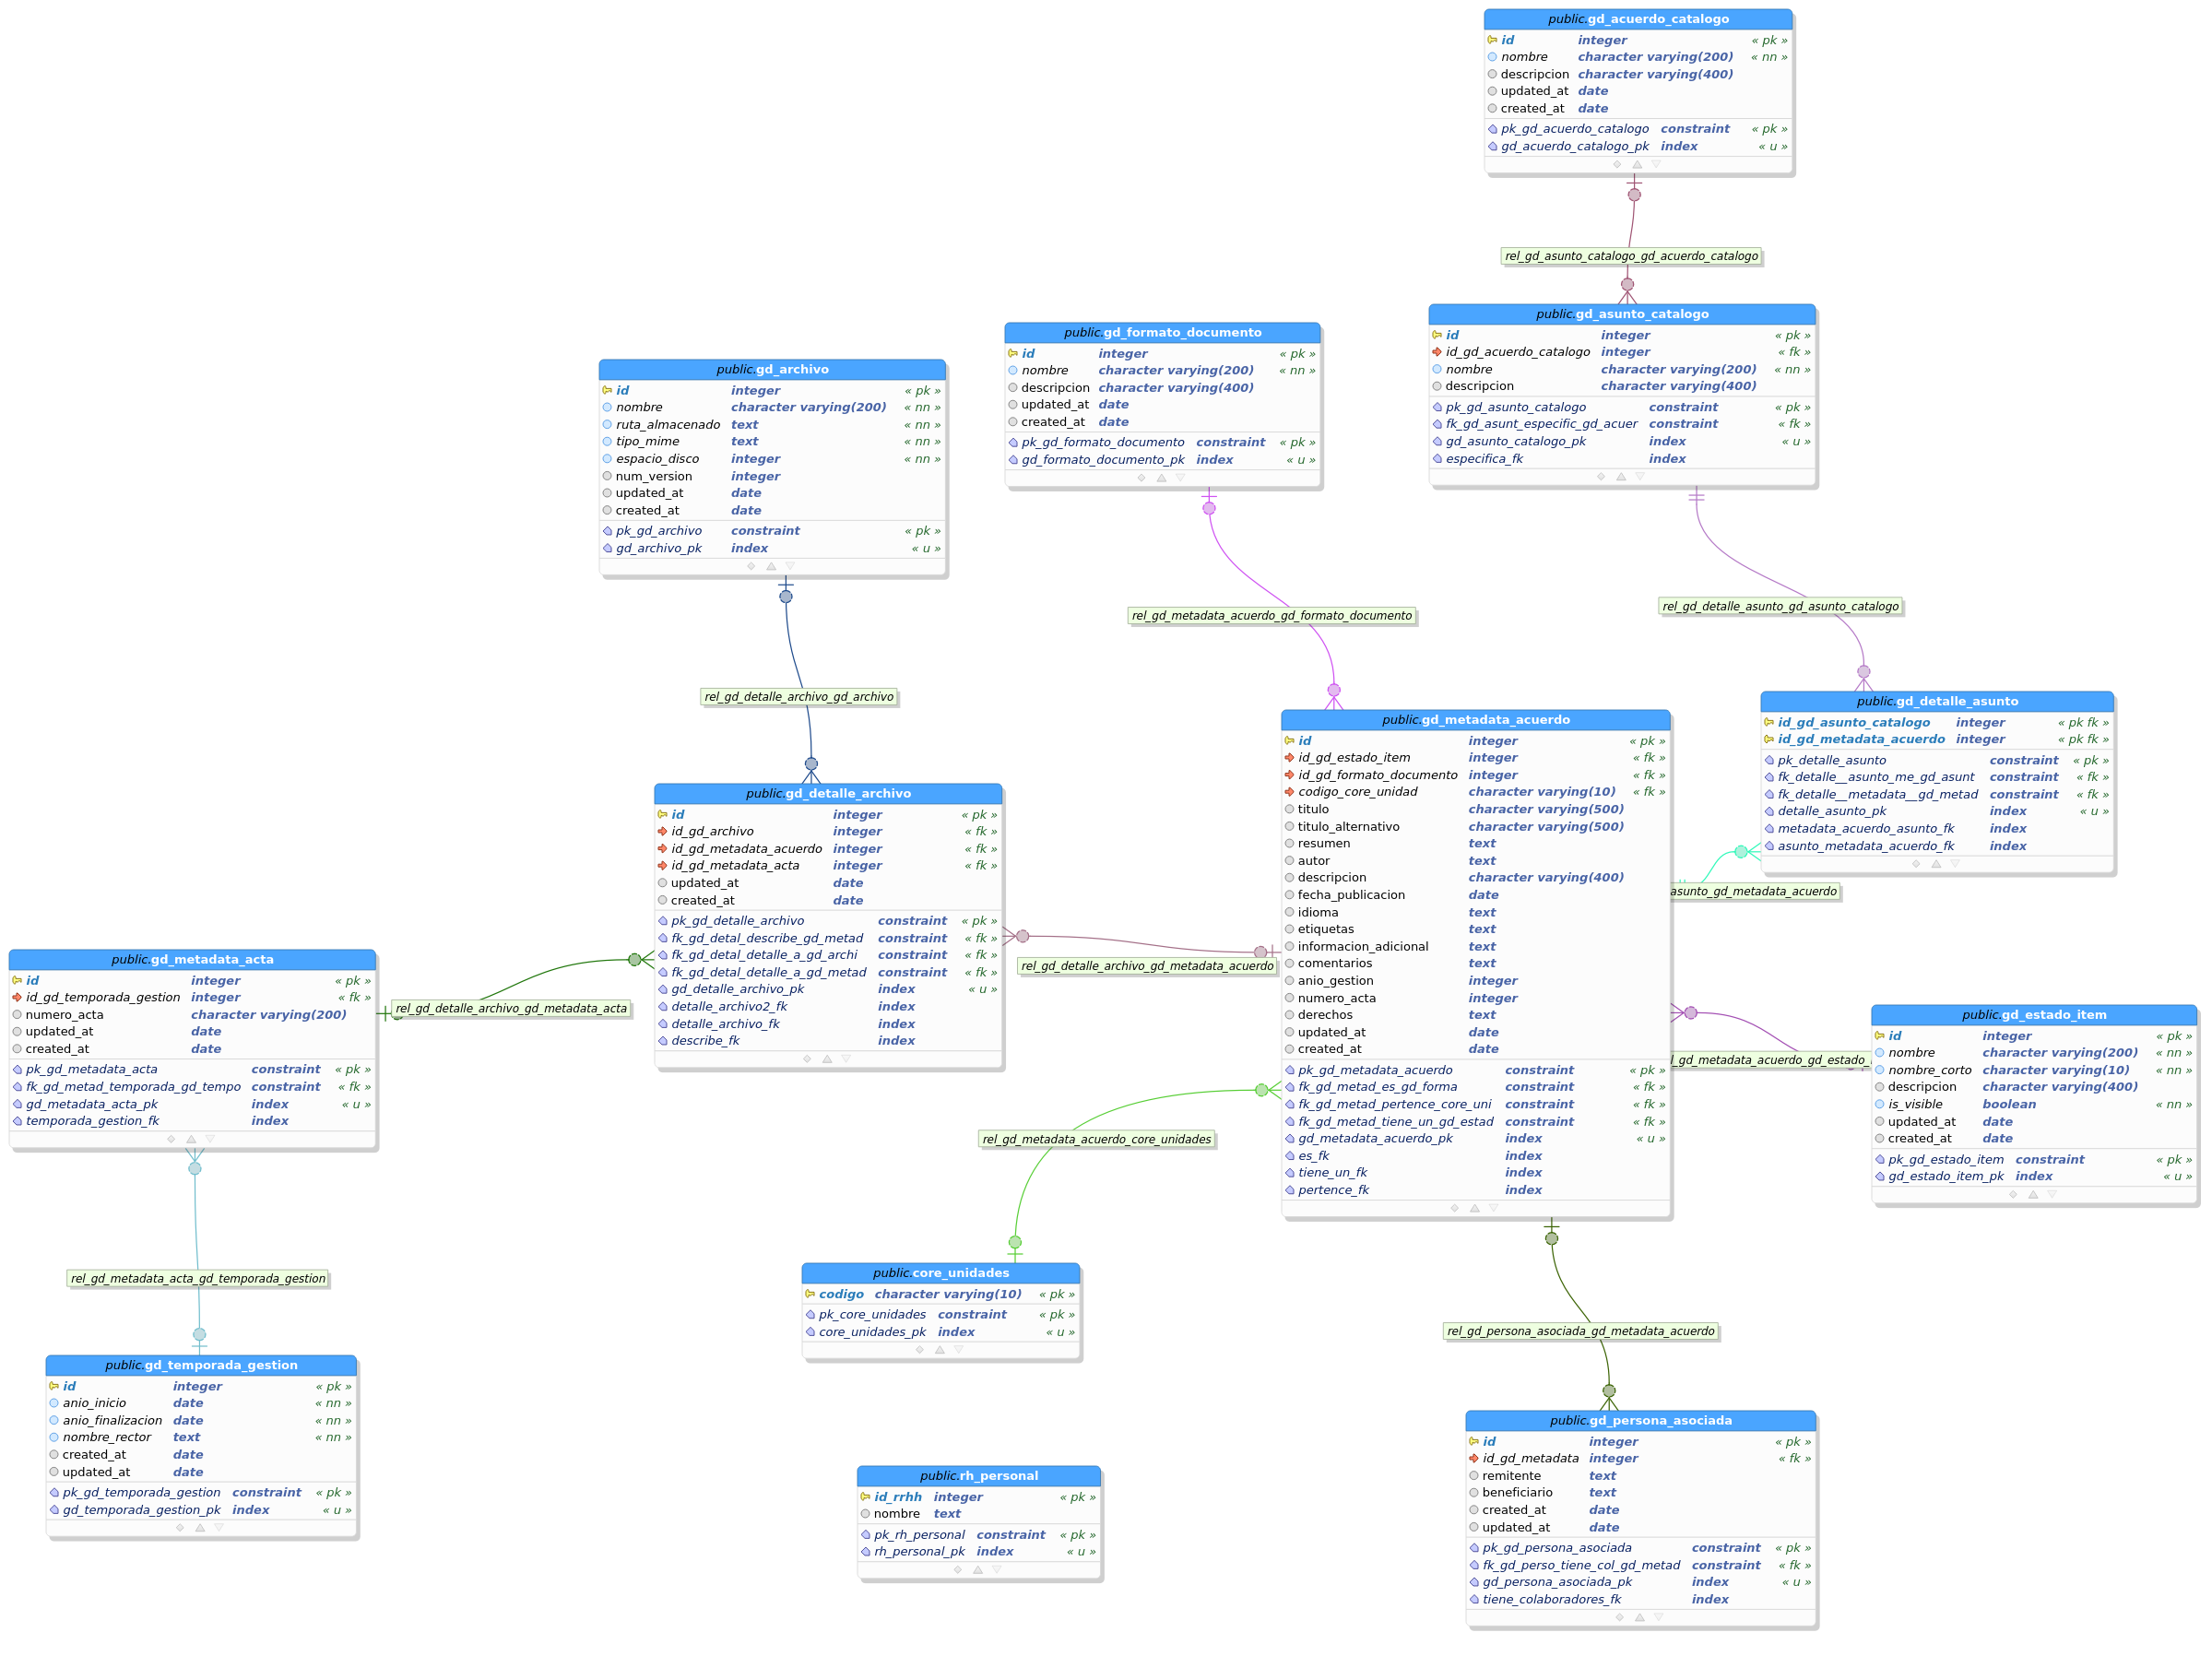 public.gd_acuerdo_catalogo
id integer « pk »
nombre character varying(200) « nn »
descripcion character varying(400)
updated_at date
created_at date
pk_gd_acuerdo_catalogo constraint « pk »
gd_acuerdo_catalogo_pk index « u »
rel_gd_asunto_catalogo_gd_acuerdo_catalogo
public.gd_asunto_catalogo
id integer « pk »
id_gd_acuerdo_catalogo integer « fk »
nombre character varying(200) « nn »
descripcion character varying(400)
pk_gd_asunto_catalogo constraint « pk »
fk_gd_asunt_especific_gd_acuer constraint « fk »
gd_asunto_catalogo_pk index « u »
especifica_fk index
public.gd_formato_documento
id integer « pk »
nombre character varying(200) « nn »
descripcion character varying(400)
updated_at date
created_at date
pk_gd_formato_documento constraint « pk »
gd_formato_documento_pk index « u »
public.gd_archivo
id integer « pk »
nombre character varying(200) « nn »
ruta_almacenado text « nn »
tipo_mime text « nn »
espacio_disco integer « nn »
num_version integer
updated_at date
created_at date
pk_gd_archivo constraint « pk »
gd_archivo_pk index « u »
rel_gd_metadata_acuerdo_gd_formato_documento
rel_gd_detalle_asunto_gd_asunto_catalogo
rel_gd_detalle_archivo_gd_archivo
public.gd_detalle_asunto
id_gd_asunto_catalogo integer « pk fk »
id_gd_metadata_acuerdo integer « pk fk »
pk_detalle_asunto constraint « pk »
fk_detalle__asunto_me_gd_asunt constraint « fk »
fk_detalle__metadata__gd_metad constraint « fk »
detalle_asunto_pk index « u »
metadata_acuerdo_asunto_fk index
asunto_metadata_acuerdo_fk index
asunto_gd_metadata_acuerdo
public.gd_metadata_acuerdo
id integer « pk »
id_gd_estado_item integer « fk »
id_gd_formato_documento integer « fk »
codigo_core_unidad character varying(10) « fk »
titulo character varying(500)
titulo_alternativo character varying(500)
resumen text
autor text
descripcion character varying(400)
fecha_publicacion date
idioma text
etiquetas text
informacion_adicional text
comentarios text
anio_gestion integer
numero_acta integer
derechos text
updated_at date
created_at date
pk_gd_metadata_acuerdo constraint « pk »
fk_gd_metad_es_gd_forma constraint « fk »
fk_gd_metad_pertence_core_uni constraint « fk »
fk_gd_metad_tiene_un_gd_estad constraint « fk »
gd_metadata_acuerdo_pk index « u »
es_fk index
tiene_un_fk index
pertence_fk index
public.gd_detalle_archivo
id integer « pk »
id_gd_archivo integer « fk »
id_gd_metadata_acuerdo integer « fk »
id_gd_metadata_acta integer « fk »
updated_at date
created_at date
pk_gd_detalle_archivo constraint « pk »
fk_gd_detal_describe_gd_metad constraint « fk »
fk_gd_detal_detalle_a_gd_archi constraint « fk »
fk_gd_detal_detalle_a_gd_metad constraint « fk »
gd_detalle_archivo_pk index « u »
detalle_archivo2_fk index
detalle_archivo_fk index
describe_fk index
rel_gd_detalle_archivo_gd_metadata_acuerdo
public.gd_metadata_acta
id integer « pk »
id_gd_temporada_gestion integer « fk »
numero_acta character varying(200)
updated_at date
created_at date
pk_gd_metadata_acta constraint « pk »
fk_gd_metad_temporada_gd_tempo constraint « fk »
gd_metadata_acta_pk index « u »
temporada_gestion_fk index
rel_gd_detalle_archivo_gd_metadata_acta
l_gd_metadata_acuerdo_gd_estado_
public.gd_estado_item
id integer « pk »
nombre character varying(200) « nn »
nombre_corto character varying(10) « nn »
descripcion character varying(400)
is_visible boolean « nn »
updated_at date
created_at date
pk_gd_estado_item constraint « pk »
gd_estado_item_pk index « u »
rel_gd_metadata_acuerdo_core_unidades
rel_gd_metadata_acta_gd_temporada_gestion
public.core_unidades
codigo character varying(10) « pk »
pk_core_unidades constraint « pk »
core_unidades_pk index « u »
rel_gd_persona_asociada_gd_metadata_acuerdo
public.gd_temporada_gestion
id integer « pk »
anio_inicio date « nn »
anio_finalizacion date « nn »
nombre_rector text « nn »
created_at date
updated_at date
pk_gd_temporada_gestion constraint « pk »
gd_temporada_gestion_pk index « u »
public.rh_personal
id_rrhh integer « pk »
nombre text
pk_rh_personal constraint « pk »
rh_personal_pk index « u »
public.gd_persona_asociada
id integer « pk »
id_gd_metadata integer « fk »
remitente text
beneficiario text
created_at date
updated_at date
pk_gd_persona_asociada constraint « pk »
fk_gd_perso_tiene_col_gd_metad constraint « fk »
gd_persona_asociada_pk index « u »
tiene_colaboradores_fk index